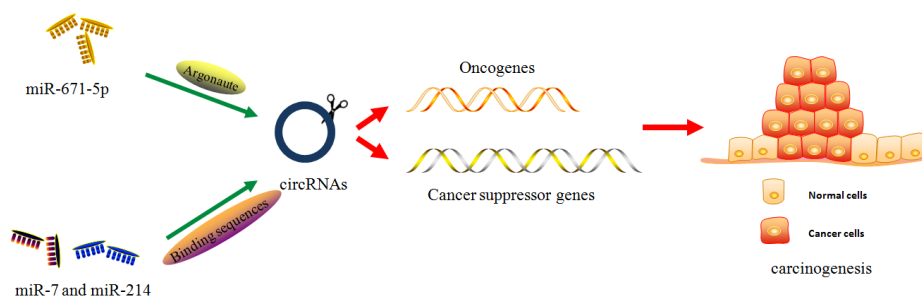 miR-671-5p
Argonaute
circRNAs
Binding sequences
miR-7 and miR-214
Oncogenes
Cancer suppressor genes
Normal cells
Cancer cells
carcinogenesis